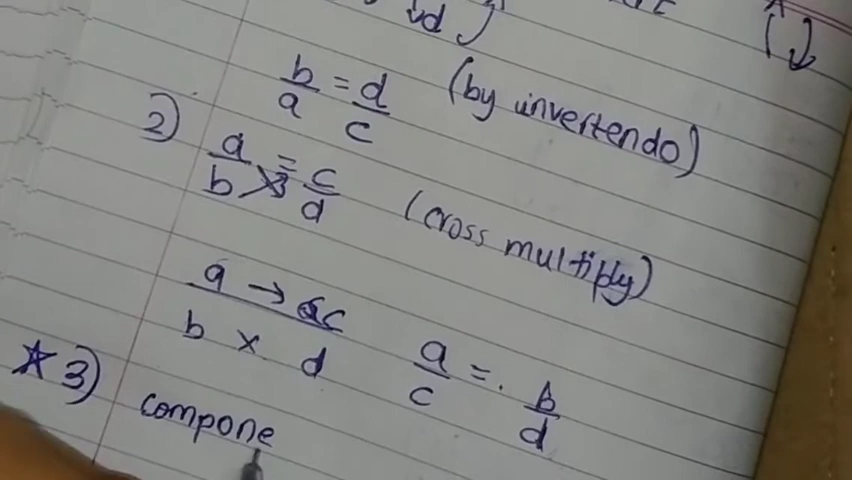 d
b/a = d/c (by invertendo)
2) a/b = c/d (cross multiply)
a → c
b × d
a/c = . b/d
★ 3) compone